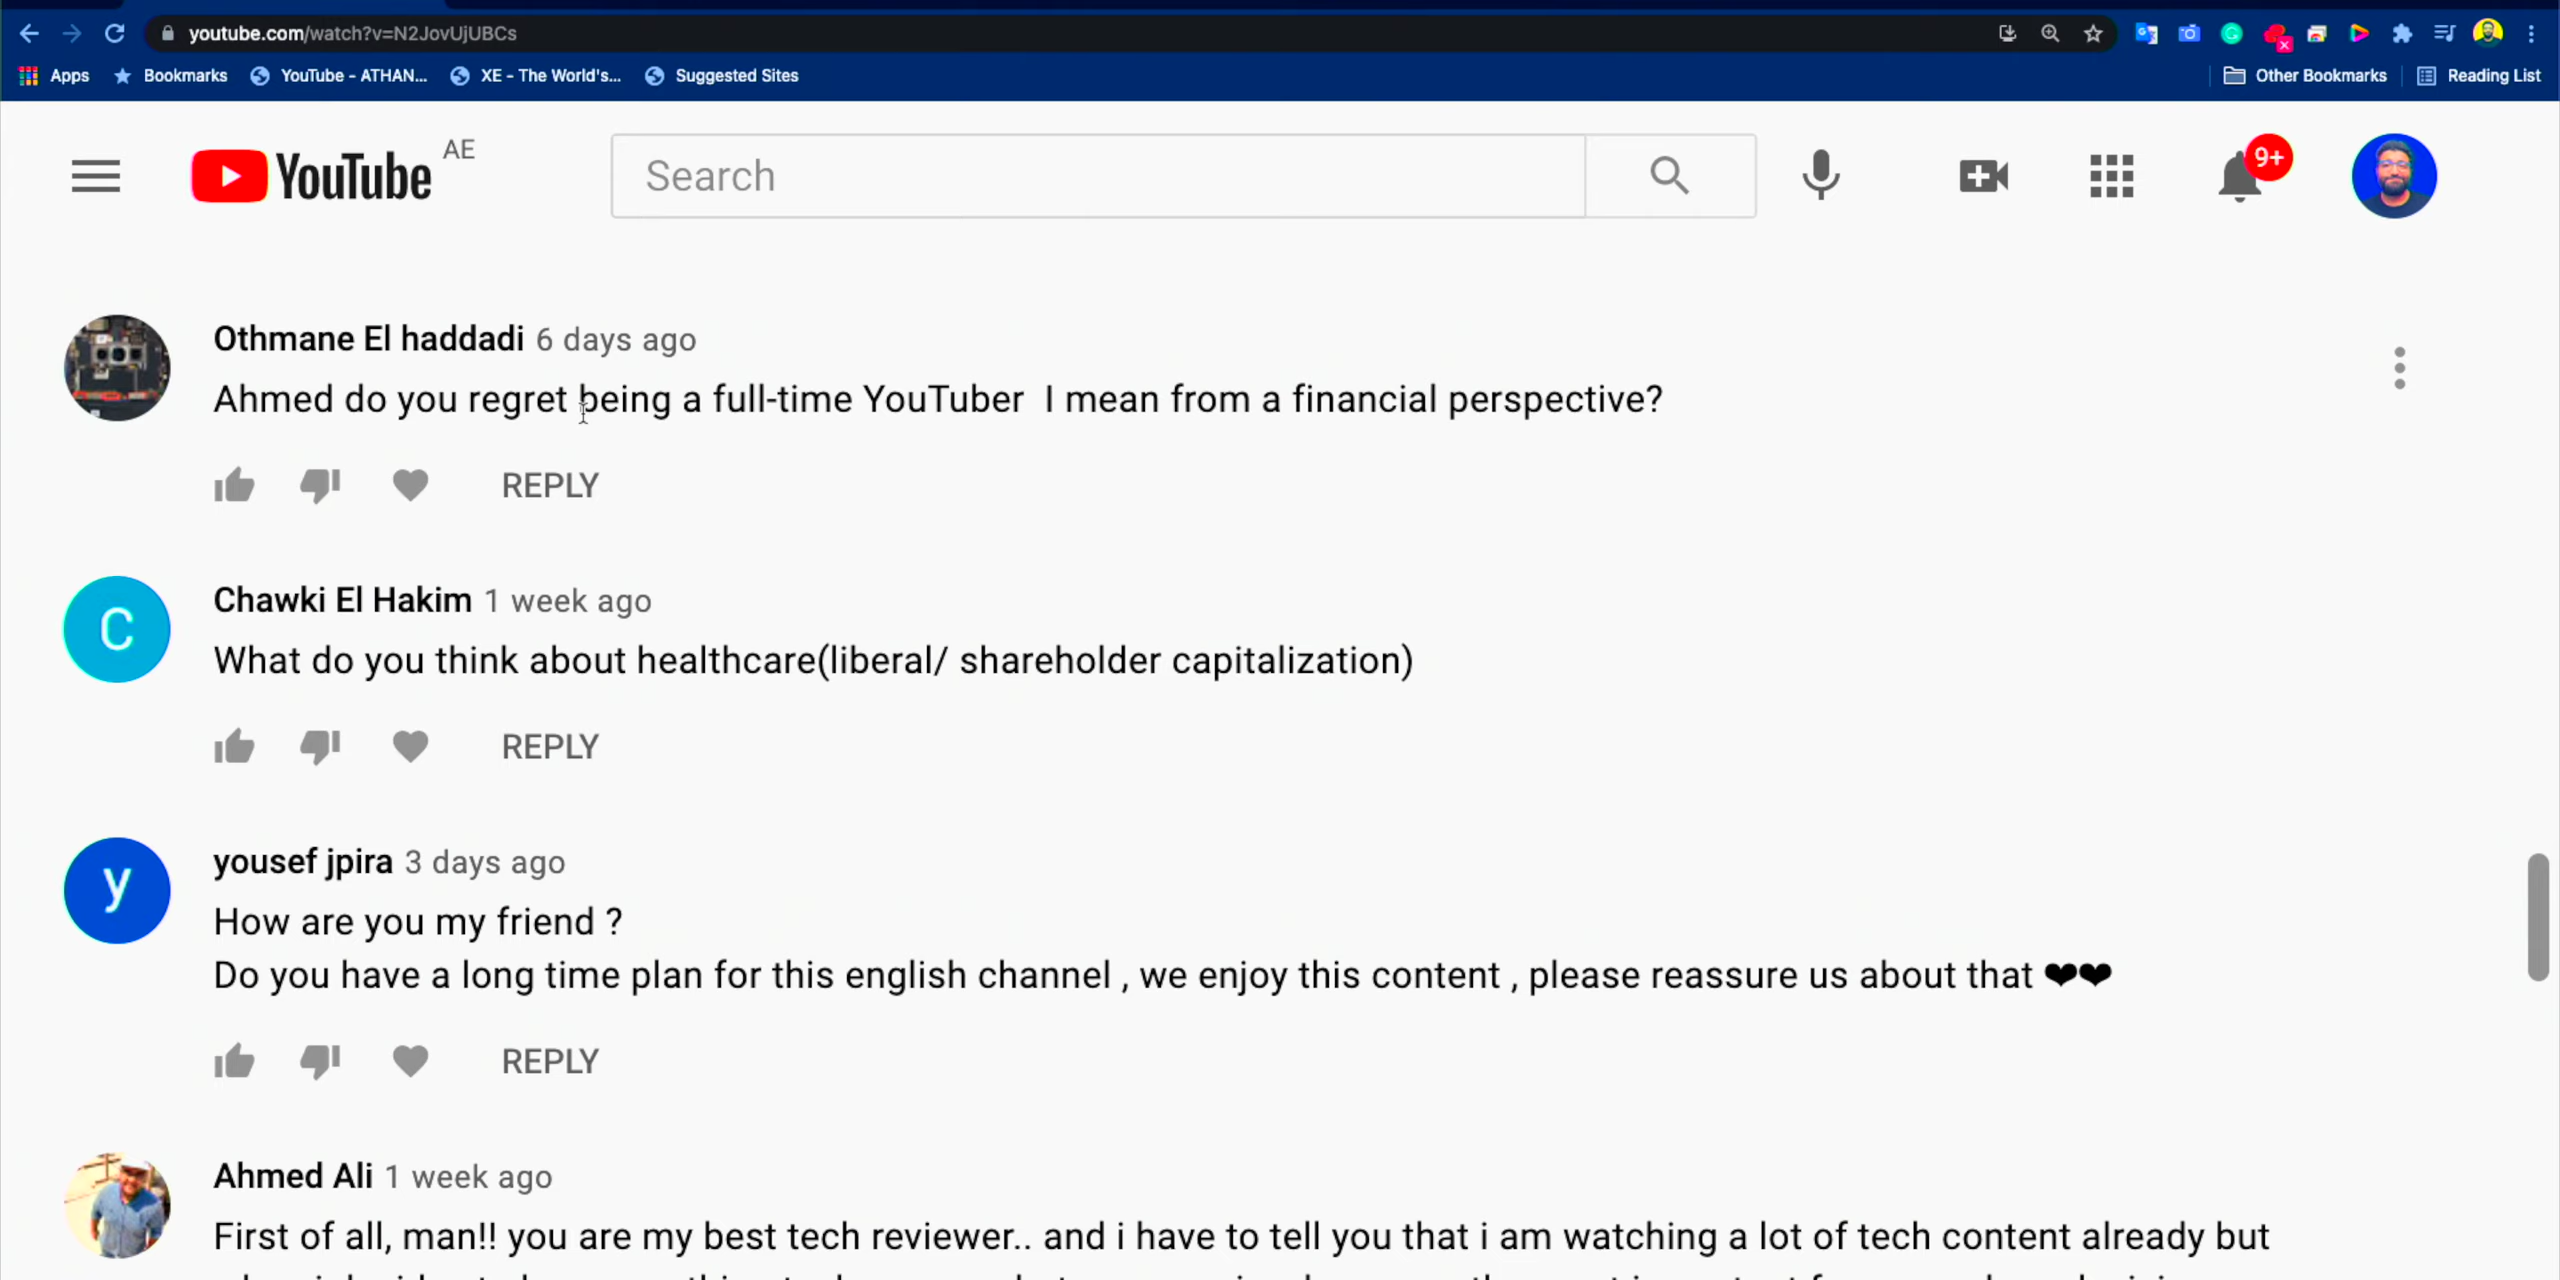 youtube.com/watch?v=N2JovUjUBCs
Apps Bookmarks YouTube - ATHAN... XE - The World's... Suggested Sites Other Bookmarks Reading List
YouTube AE Search 9+
Othmane El haddadi 6 days ago
Ahmed do you regret being a full-time YouTuber  I mean from a financial perspective?
REPLY
C
Chawki El Hakim 1 week ago
What do you think about healthcare(liberal/ shareholder capitalization)
REPLY
y
yousef jpira 3 days ago
How are you my friend ?
Do you have a long time plan for this english channel , we enjoy this content , please reassure us about that ❤❤
REPLY
Ahmed Ali 1 week ago
First of all, man!! you are my best tech reviewer.. and i have to tell you that i am watching a lot of tech content already but